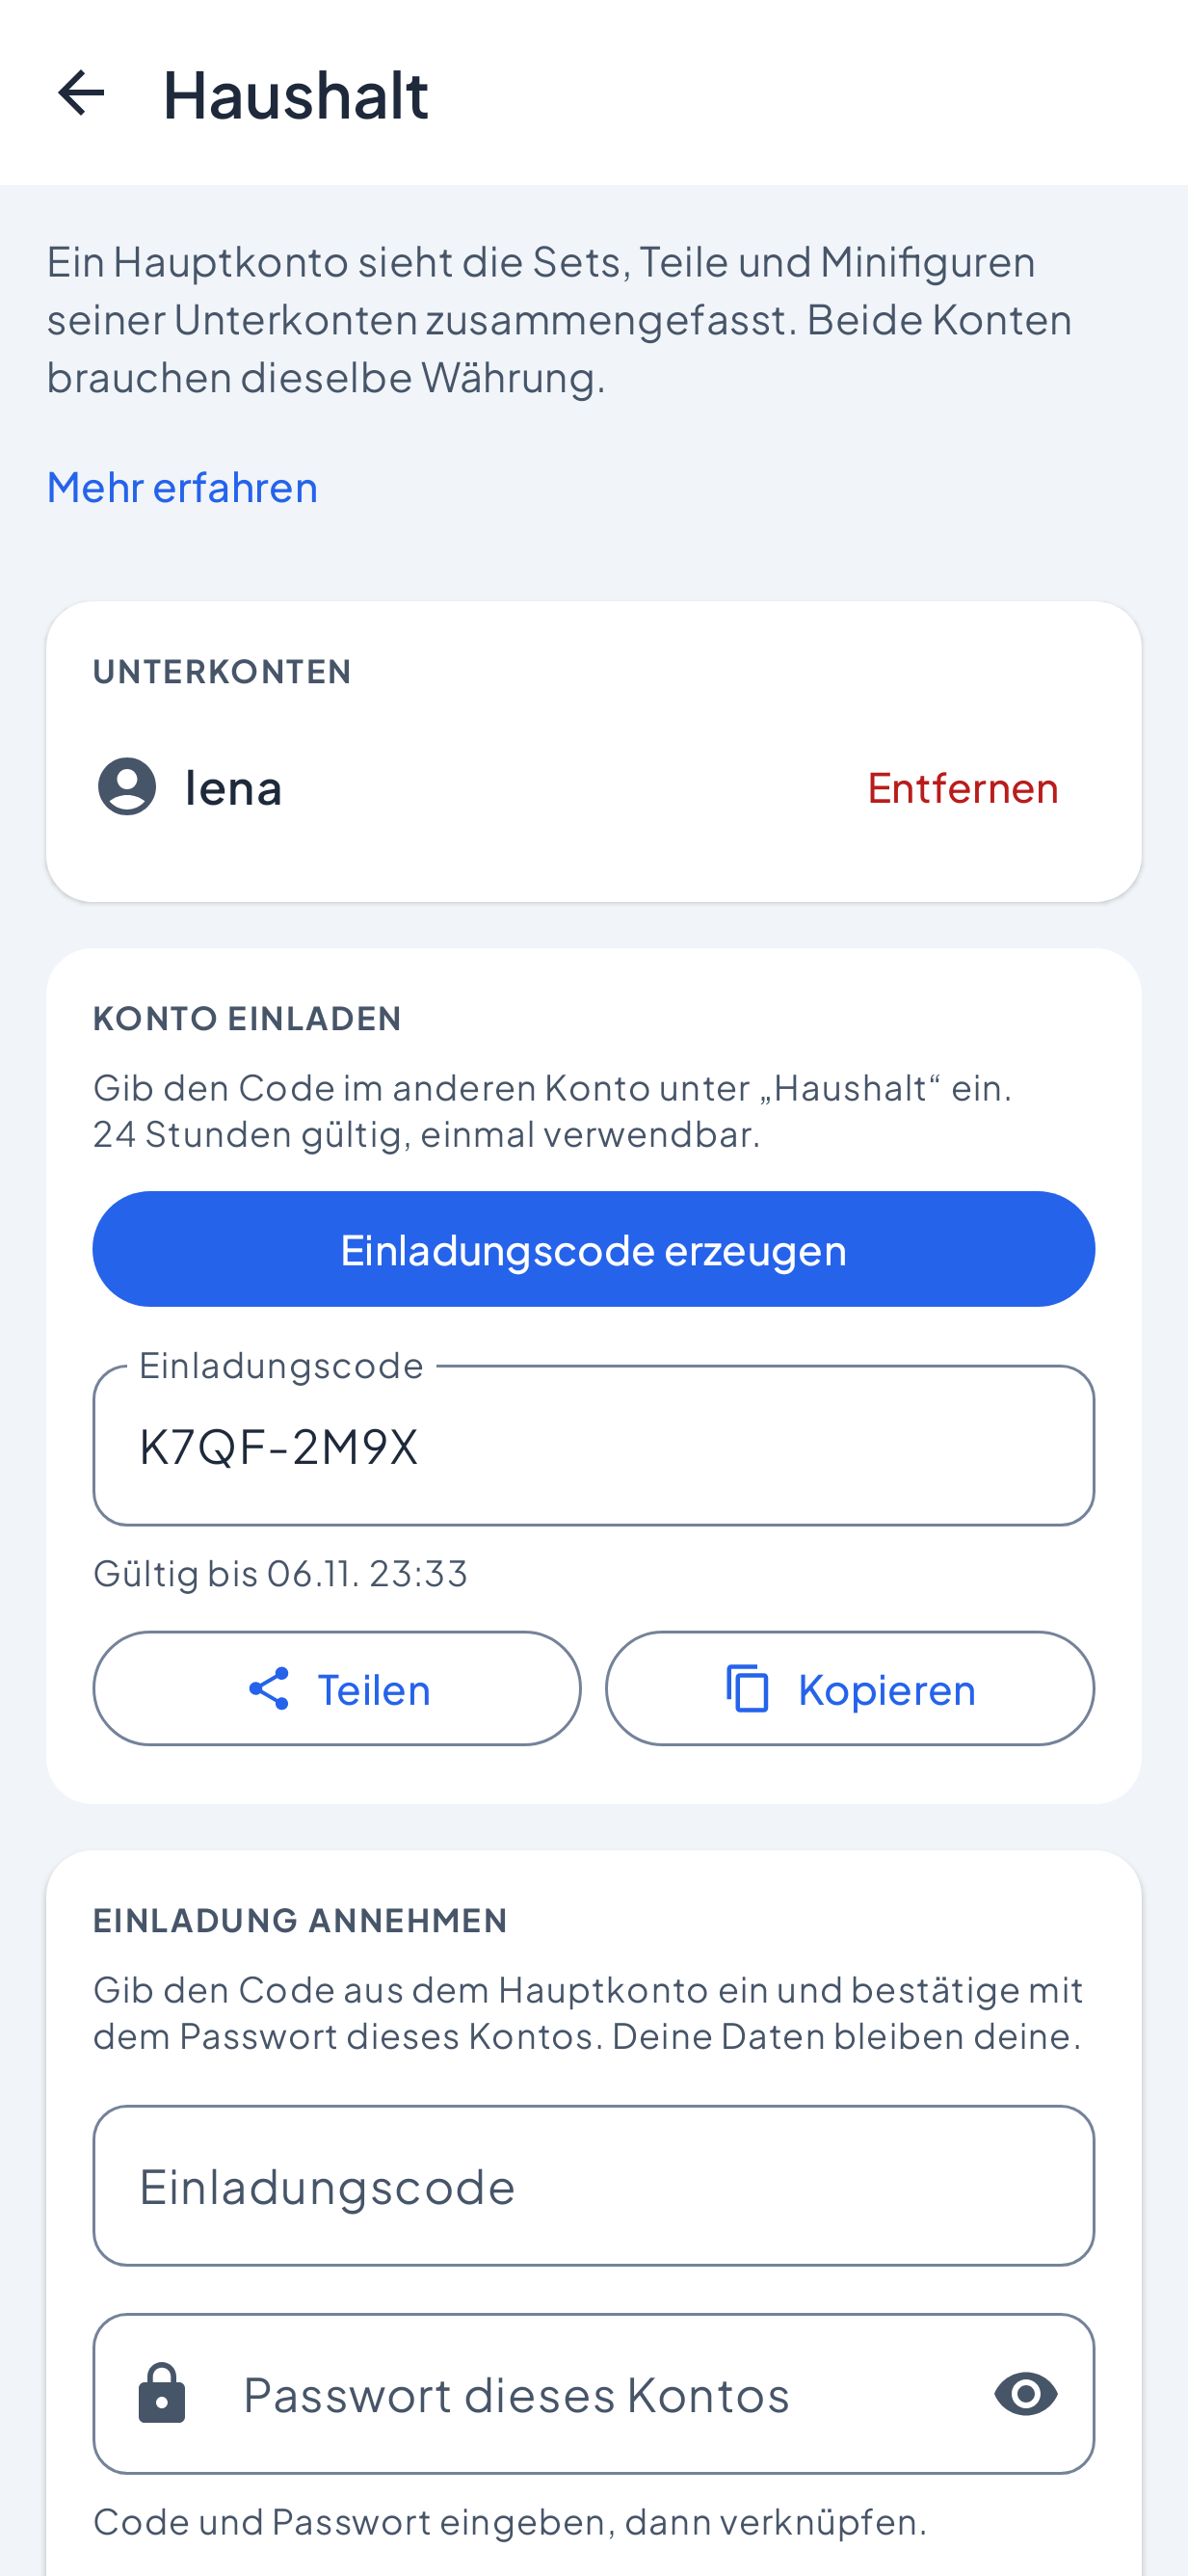 Haushalt
Ein Hauptkonto sieht die Sets, Teile und Minifiguren
seiner Unterkonten zusammengefasst. Beide Konten
brauchen dieselbe Währung.
Mehr erfahren
UNTERKONTEN
lena
Entfernen
KONTO EINLADEN
Gib den Code im anderen Konto unter „Haushalt“ ein.
24 Stunden gültig, einmal verwendbar.
Einladungscode erzeugen
Einladungscode
K7QF-2M9X
Gültig bis 06.11. 23:33
Teilen
Kopieren
EINLADUNG ANNEHMEN
Gib den Code aus dem Hauptkonto ein und bestätige mit
dem Passwort dieses Kontos. Deine Daten bleiben deine.
Einladungscode
Passwort dieses Kontos
Code und Passwort eingeben, dann verknüpfen.